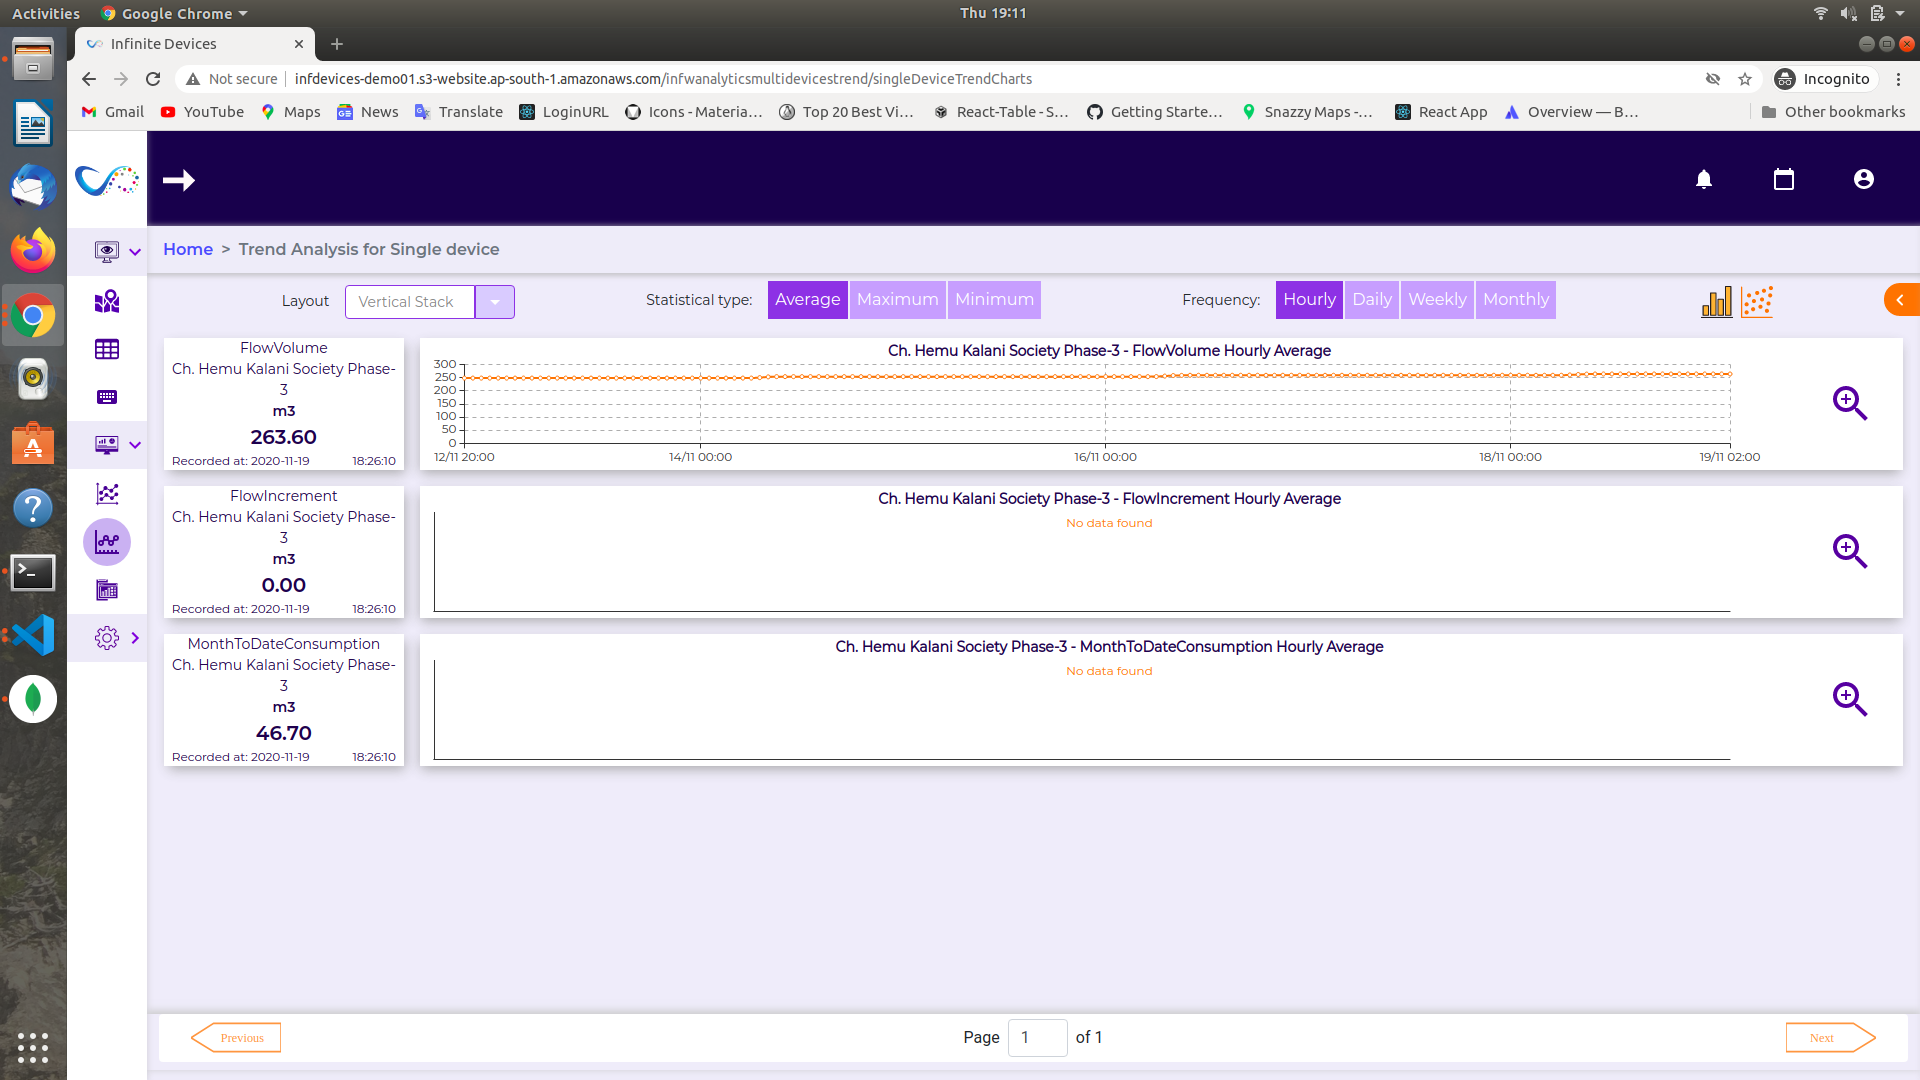 Activities Google Chrome Thu 19:11
Infinite Devices
Not secure infdevices-demo01.s3-website.ap-south-1.amazonaws.com/infwanalyticsmultidevicestrend/singleDeviceTrendCharts Incognito
Gmail YouTube Maps News Translate LoginURL Icons - Materia... Top 20 Best Vi... React-Table - S... Getting Starte... Snazzy Maps -... React App Overview — B... Other bookmarks
Home > Trend Analysis for Single device
Layout Vertical Stack Statistical type: Average Maximum Minimum Frequency: Hourly Daily Weekly Monthly
FlowVolume
Ch. Hemu Kalani Society Phase-
3
m3
263.60
Recorded at: 2020-11-19 18:26:10
Ch. Hemu Kalani Society Phase-3 - FlowVolume Hourly Average
300
250
200
150
100
50
0
12/11 20:00 14/11 00:00 16/11 00:00 18/11 00:00 19/11 02:00
FlowIncrement
Ch. Hemu Kalani Society Phase-
3
m3
0.00
Recorded at: 2020-11-19 18:26:10
Ch. Hemu Kalani Society Phase-3 - FlowIncrement Hourly Average
No data found
MonthToDateConsumption
Ch. Hemu Kalani Society Phase-
3
m3
46.70
Recorded at: 2020-11-19 18:26:10
Ch. Hemu Kalani Society Phase-3 - MonthToDateConsumption Hourly Average
No data found
Previous Page 1 of 1 Next